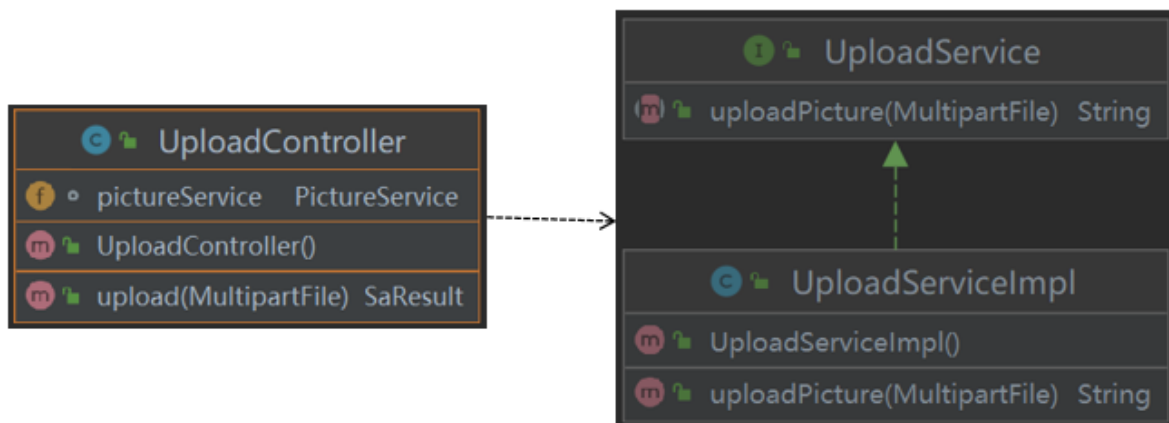 UploadController
pictureService PictureService
UploadController()
upload(MultipartFile) SaResult
UploadService
uploadPicture(MultipartFile) String
UploadServiceImpl
UploadServiceImpl()
uploadPicture(MultipartFile) String